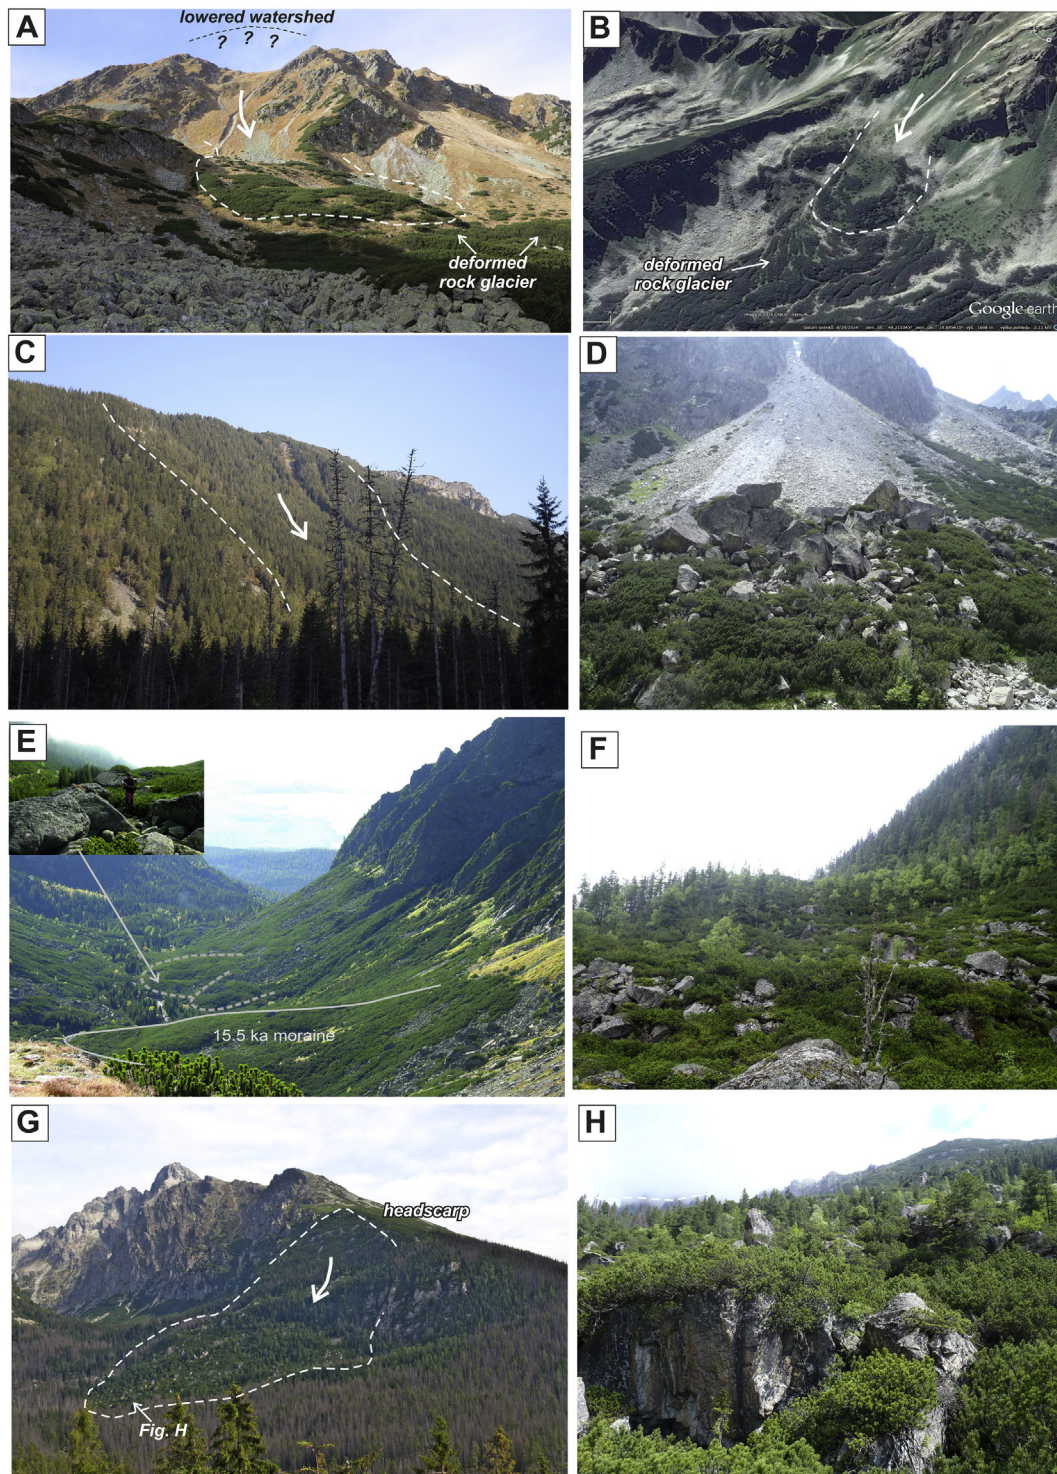 A
lowered watershed
? ? ?
deformed
rock glacier
B
deformed
rock glacier
Google earth
C
D
E
15.5 ka moraine
F
G
headscarp
Fig. H
H